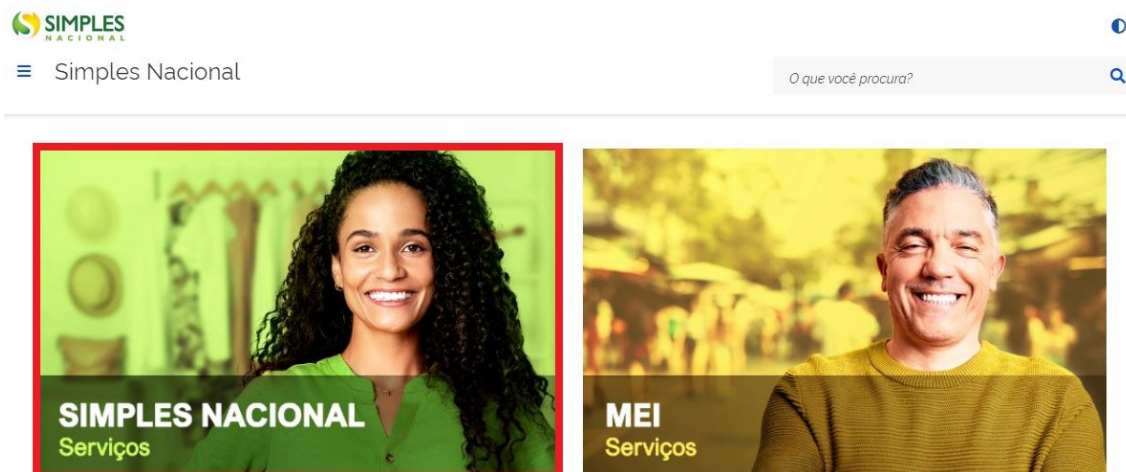 SIMPLES
NACIONAL
Simples Nacional
O que você procura?
SIMPLES NACIONAL
Serviços
MEI
Serviços